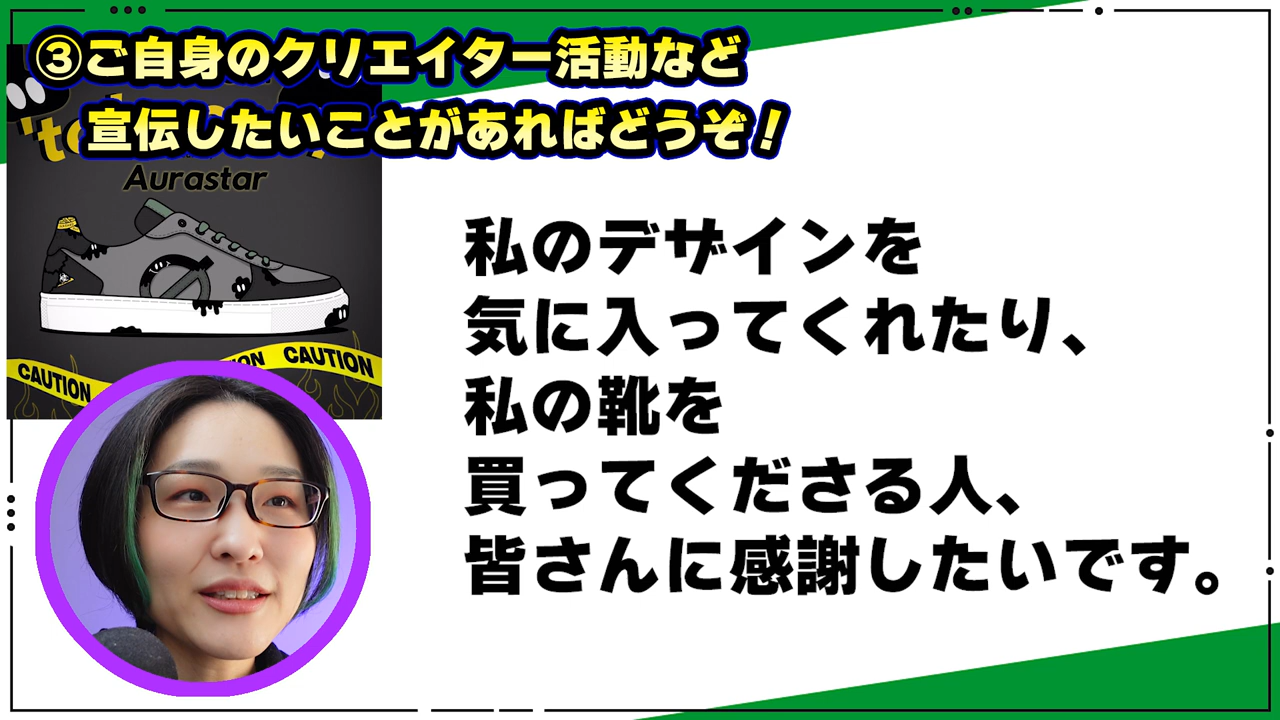 ③ご自身のクリエイター活動など
宣伝したいことがあればどうぞ！
Aurastar
CAUTION
CAUTION
私のデザインを
気に入ってくれたり、
私の靴を
買ってくださる人、
皆さんに感謝したいです。